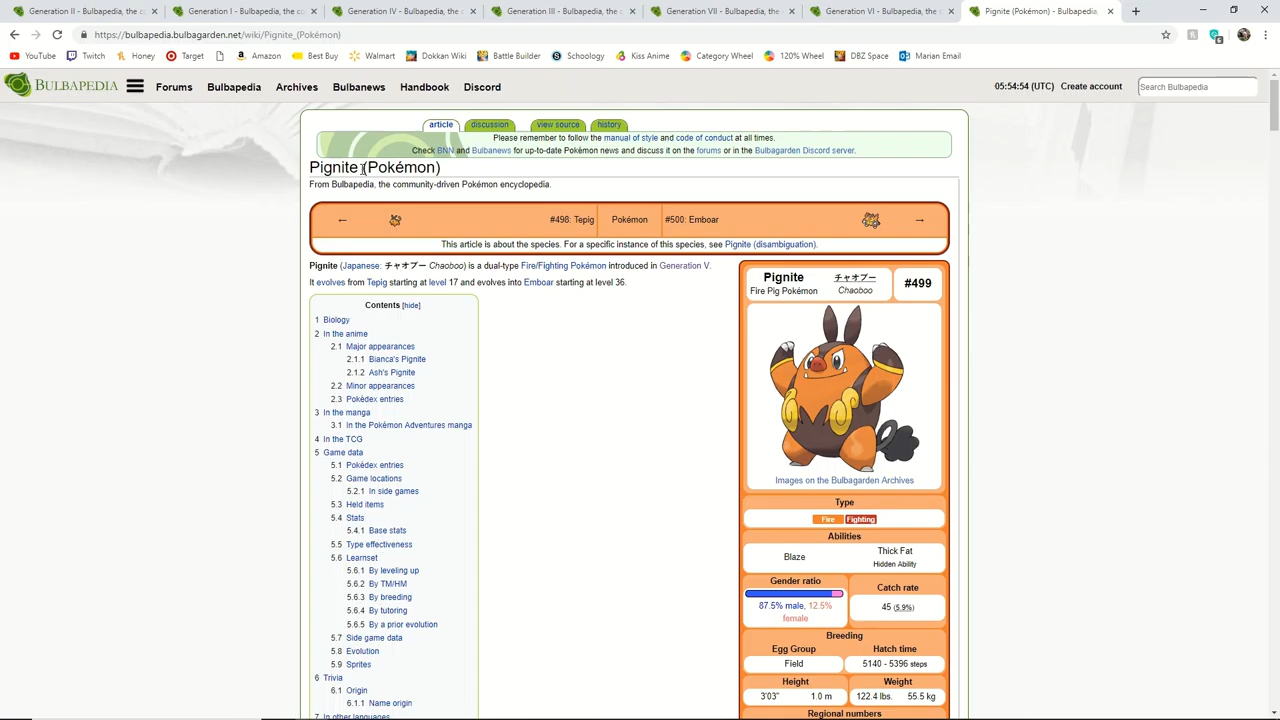 Generation II - Bulbapedia, the c
Generation I - Bulbapedia, the co
Generation IV - Bulbapedia, the c
Generation III - Bulbapedia, the c
Generation VII - Bulbapedia, the
Generation VI - Bulbapedia, the c
Pignite (Pokémon) - Bulbapedia,
https://bulbapedia.bulbagarden.net/wiki/Pignite_(Pokémon)
YouTube Twitch Honey Target Amazon Best Buy Walmart Dokkan Wiki Battle Builder Schoology Kiss Anime Category Wheel 120% Wheel DBZ Space Marian Email
BULBAPEDIA Forums Bulbapedia Archives Bulbanews Handbook Discord 05:54:54 (UTC) Create account Search Bulbapedia
article discussion view source history
Please remember to follow the manual of style and code of conduct at all times.
Check BNN and Bulbanews for up-to-date Pokémon news and discuss it on the forums or in the Bulbagarden Discord server.
Pignite (Pokémon)
From Bulbapedia, the community-driven Pokémon encyclopedia.
← #498: Tepig Pokémon #500: Emboar →
This article is about the species. For a specific instance of this species, see Pignite (disambiguation).
Pignite (Japanese: チャオブー Chaoboo) is a dual-type Fire/Fighting Pokémon introduced in Generation V.
It evolves from Tepig starting at level 17 and evolves into Emboar starting at level 36.
Contents [hide]
1 Biology
2 In the anime
2.1 Major appearances
2.1.1 Bianca's Pignite
2.1.2 Ash's Pignite
2.2 Minor appearances
2.3 Pokédex entries
3 In the manga
3.1 In the Pokémon Adventures manga
4 In the TCG
5 Game data
5.1 Pokédex entries
5.2 Game locations
5.2.1 In side games
5.3 Held items
5.4 Stats
5.4.1 Base stats
5.5 Type effectiveness
5.6 Learnset
5.6.1 By leveling up
5.6.2 By TM/HM
5.6.3 By breeding
5.6.4 By tutoring
5.6.5 By a prior evolution
5.7 Side game data
5.8 Evolution
5.9 Sprites
6 Trivia
6.1 Origin
6.1.1 Name origin
7 In other languages
Pignite
Fire Pig Pokémon
チャオブー
Chaoboo
#499
Images on the Bulbagarden Archives
Type
Fire Fighting
Abilities
Blaze
Thick Fat
Hidden Ability
Gender ratio
87.5% male, 12.5%
female
Catch rate
45 (5.9%)
Breeding
Egg Group
Field
Hatch time
5140 - 5396 steps
Height
3'03" 1.0 m
Weight
122.4 lbs. 55.5 kg
Regional numbers